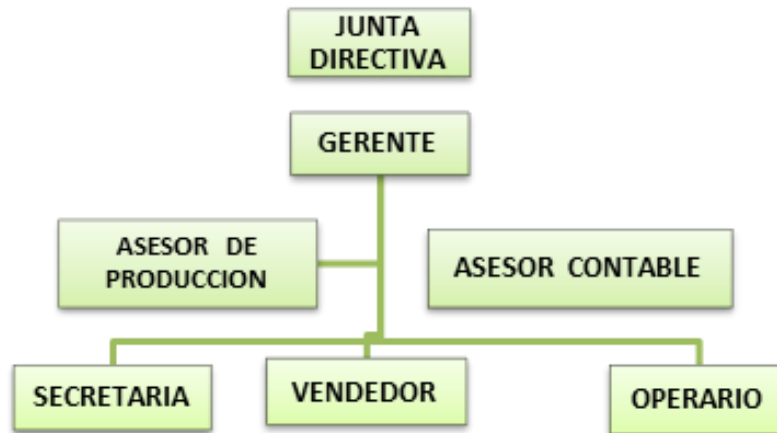 JUNTA
DIRECTIVA
GERENTE
ASESOR DE
PRODUCCION
ASESOR CONTABLE
SECRETARIA
VENDEDOR
OPERARIO